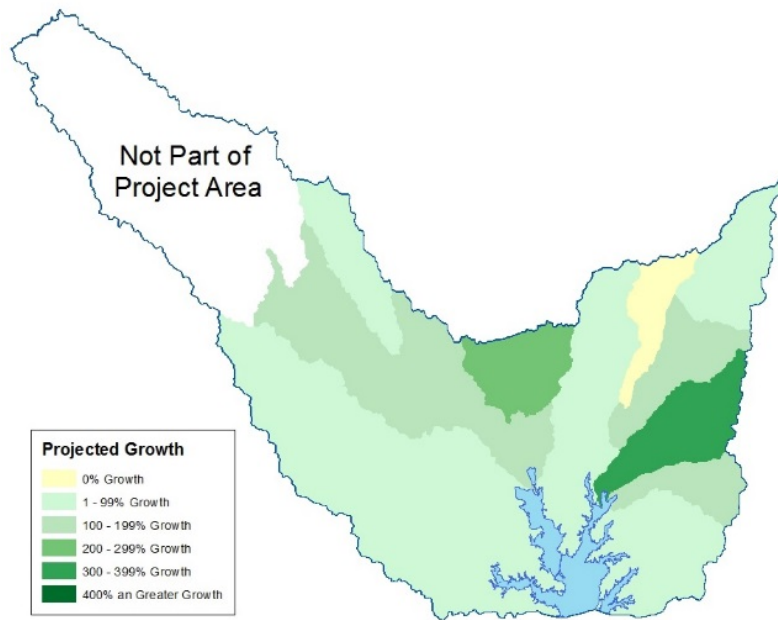 Not Part of
Project Area
Projected Growth
0% Growth
1 - 99% Growth
100 - 199% Growth
200 - 299% Growth
300 - 399% Growth
400% an Greater Growth